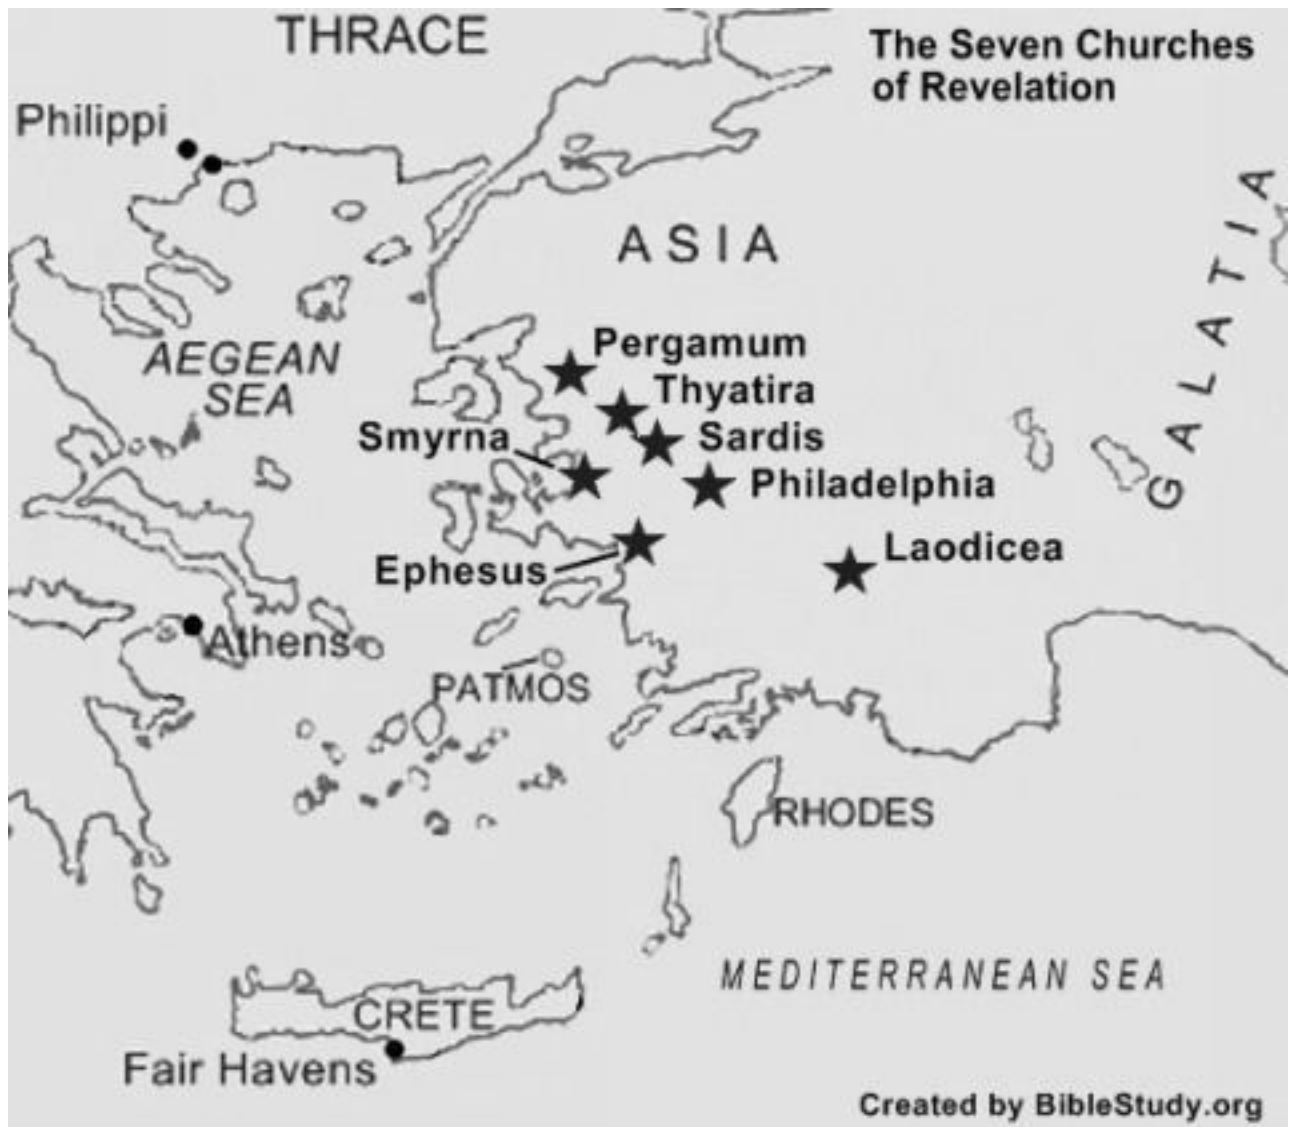 THRACE
The Seven Churches
of Revelation
Philippi
ASIA
GALATIA
AEGEAN
SEA
Pergamum
Thyatira
Smyrna
Sardis
Philadelphia
Ephesus
Laodicea
Athens
PATMOS
RHODES
MEDITERRANEAN SEA
CRETE
Fair Havens
Created by BibleStudy.org